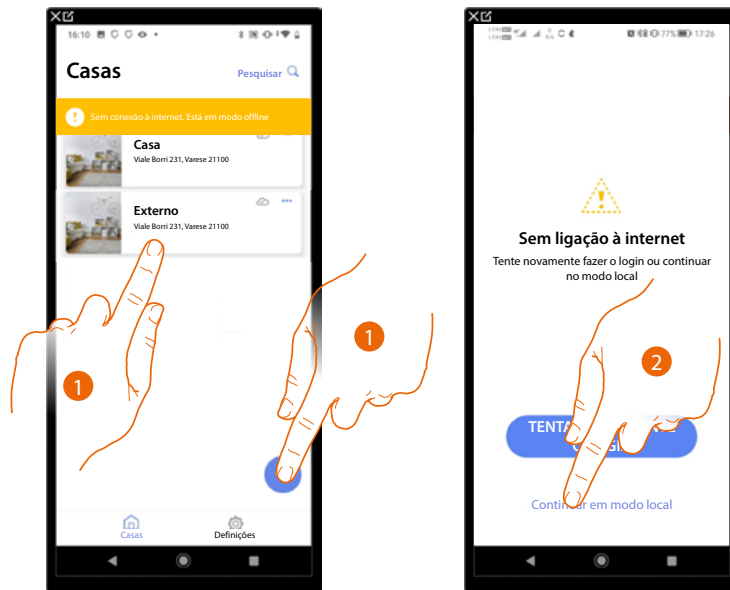 16:10
Casas
Pesquisar
Sem conexão à internet. Está em modo offline
Casa
Viale Borri 231, Varese 21100
Externo
Viale Borri 231, Varese 21100
1
1
Casas
Definições
77% 17:26
Sem ligação à internet
Tente novamente fazer o login ou continuar
no modo local
2
Continuar em modo local